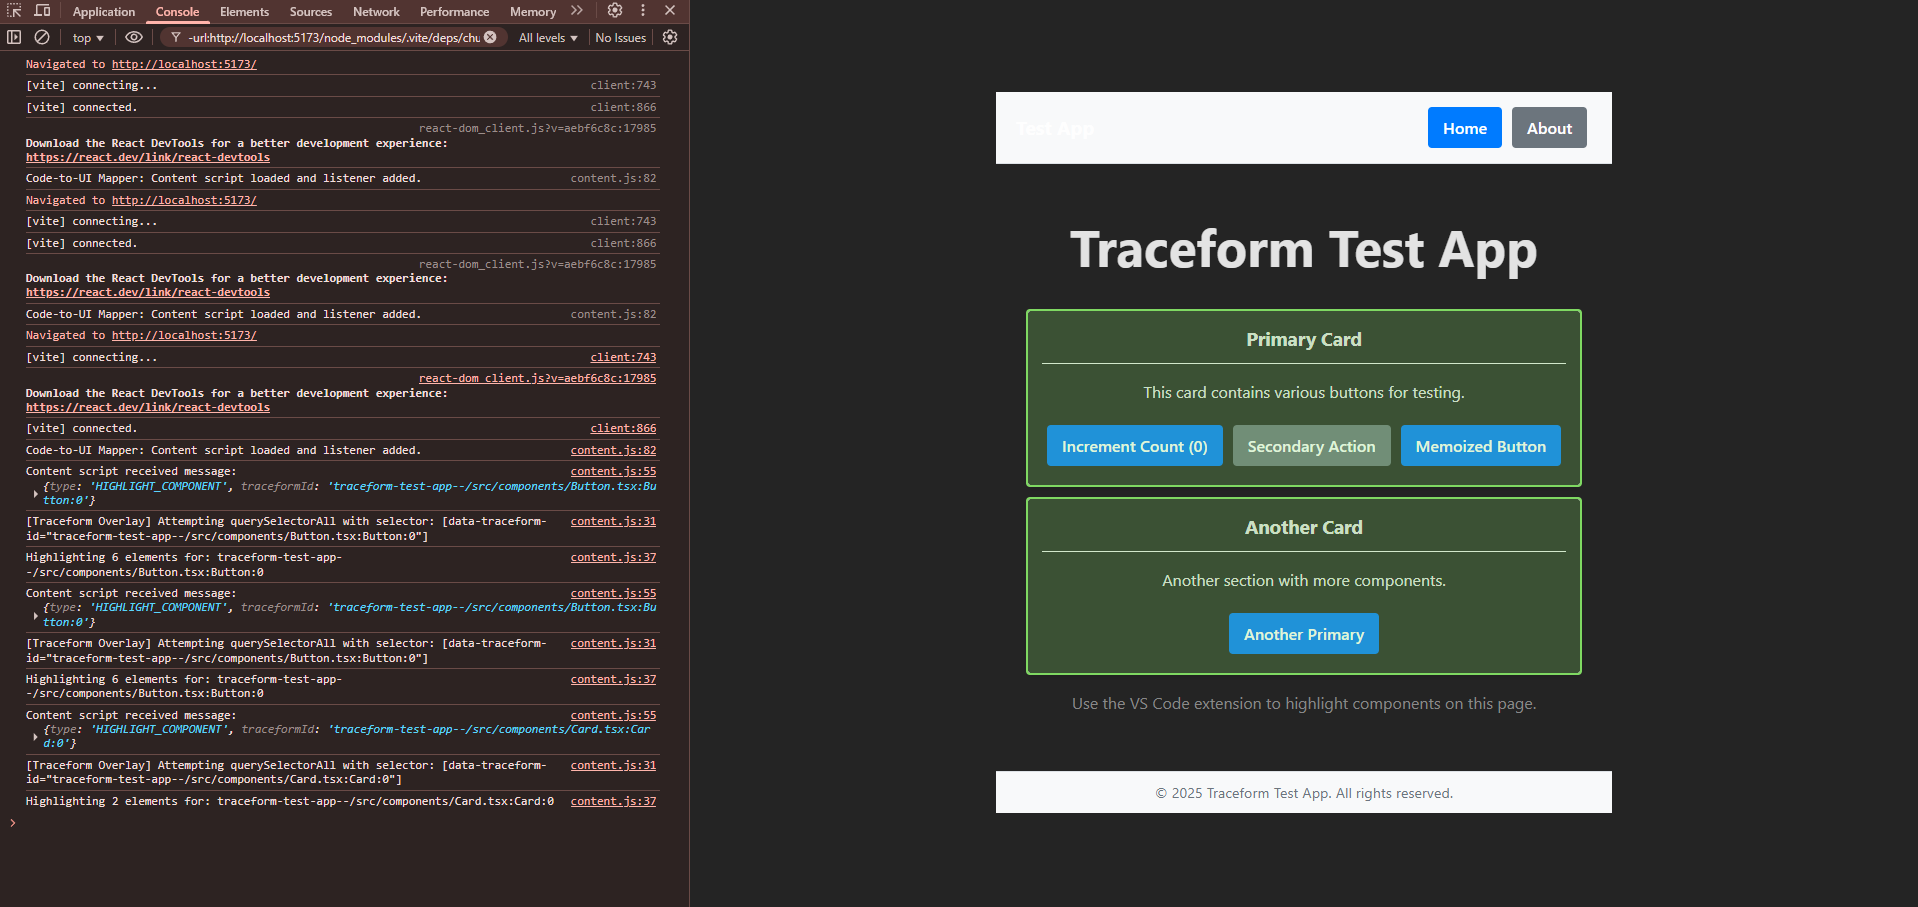 Application Console Elements Sources Network Performance Memory
top -url:http://localhost:5173/node_modules/.vite/deps/chu All levels No Issues
Navigated to http://localhost:5173/
[vite] connecting... client:743
[vite] connected. client:866
react-dom_client.js?v=aebf6c8c:17985
Download the React DevTools for a better development experience:
https://react.dev/link/react-devtools
Code-to-UI Mapper: Content script loaded and listener added. content.js:82
Navigated to http://localhost:5173/
[vite] connecting... client:743
[vite] connected. client:866
react-dom_client.js?v=aebf6c8c:17985
Download the React DevTools for a better development experience:
https://react.dev/link/react-devtools
Code-to-UI Mapper: Content script loaded and listener added. content.js:82
Navigated to http://localhost:5173/
[vite] connecting... client:743
react-dom_client.js?v=aebf6c8c:17985
Download the React DevTools for a better development experience:
https://react.dev/link/react-devtools
[vite] connected. client:866
Code-to-UI Mapper: Content script loaded and listener added. content.js:82
Content script received message: content.js:55
{type: 'HIGHLIGHT_COMPONENT', traceformId: 'traceform-test-app--/src/components/Button.tsx:Bu
tton:0'}
[Traceform Overlay] Attempting querySelectorAll with selector: [data-traceform- content.js:31
id="traceform-test-app--/src/components/Button.tsx:Button:0"]
Highlighting 6 elements for: traceform-test-app- content.js:37
-/src/components/Button.tsx:Button:0
Content script received message: content.js:55
{type: 'HIGHLIGHT_COMPONENT', traceformId: 'traceform-test-app--/src/components/Button.tsx:Bu
tton:0'}
[Traceform Overlay] Attempting querySelectorAll with selector: [data-traceform- content.js:31
id="traceform-test-app--/src/components/Button.tsx:Button:0"]
Highlighting 6 elements for: traceform-test-app- content.js:37
-/src/components/Button.tsx:Button:0
Content script received message: content.js:55
{type: 'HIGHLIGHT_COMPONENT', traceformId: 'traceform-test-app--/src/components/Card.tsx:Car
d:0'}
[Traceform Overlay] Attempting querySelectorAll with selector: [data-traceform- content.js:31
id="traceform-test-app--/src/components/Card.tsx:Card:0"]
Highlighting 2 elements for: traceform-test-app--/src/components/Card.tsx:Card:0 content.js:37
Test App Home About
Traceform Test App
Primary Card
This card contains various buttons for testing.
Increment Count (0) Secondary Action Memoized Button
Another Card
Another section with more components.
Another Primary
Use the VS Code extension to highlight components on this page.
© 2025 Traceform Test App. All rights reserved.